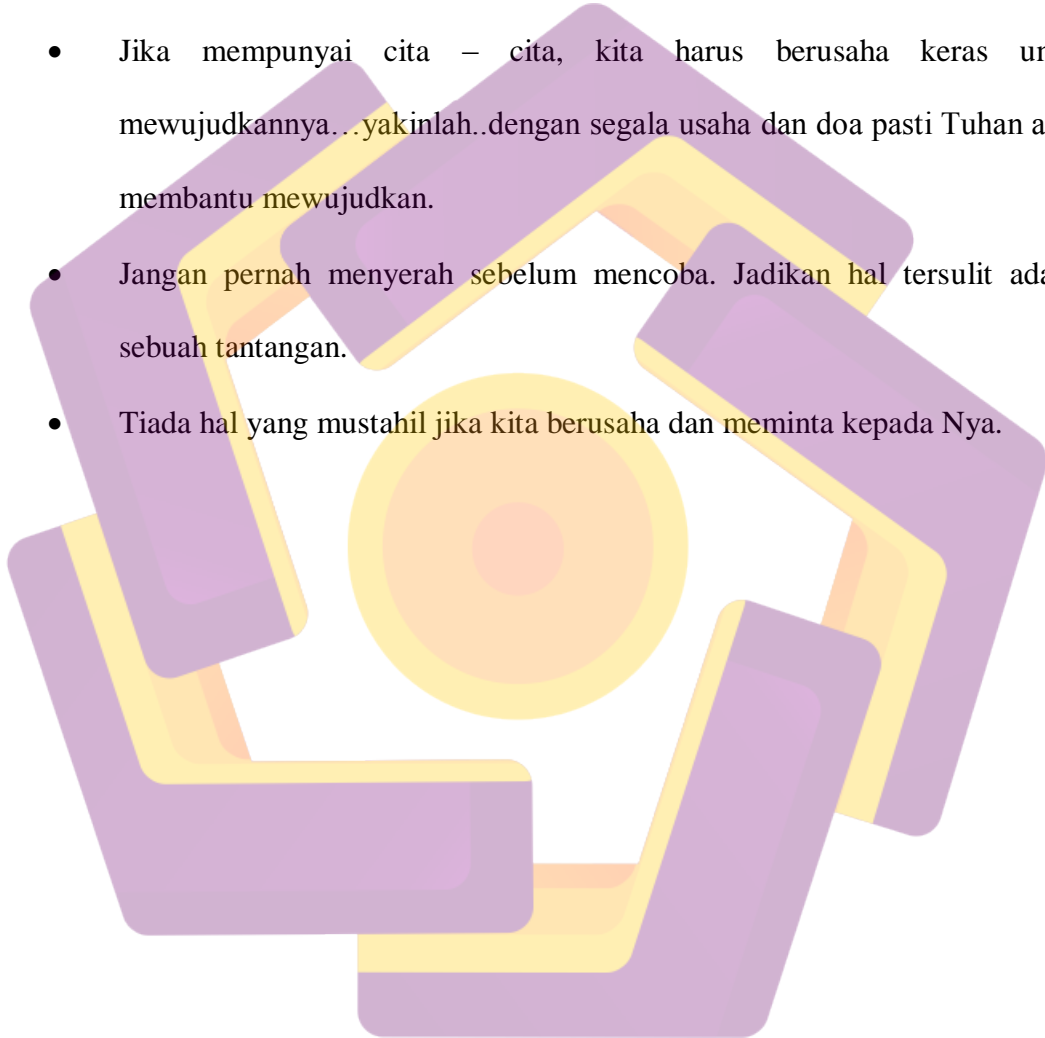 • Jika mempunyai cita – cita, kita harus berusaha keras
mewujudkannya…yakinlah..dengan segala usaha dan doa pasti Tuhan
membantu mewujudkan.
• Jangan pernah menyerah sebelum mencoba. Jadikan hal tersulit
sebuah tantangan.
• Tiada hal yang mustahil jika kita berusaha dan meminta kepada Nya.